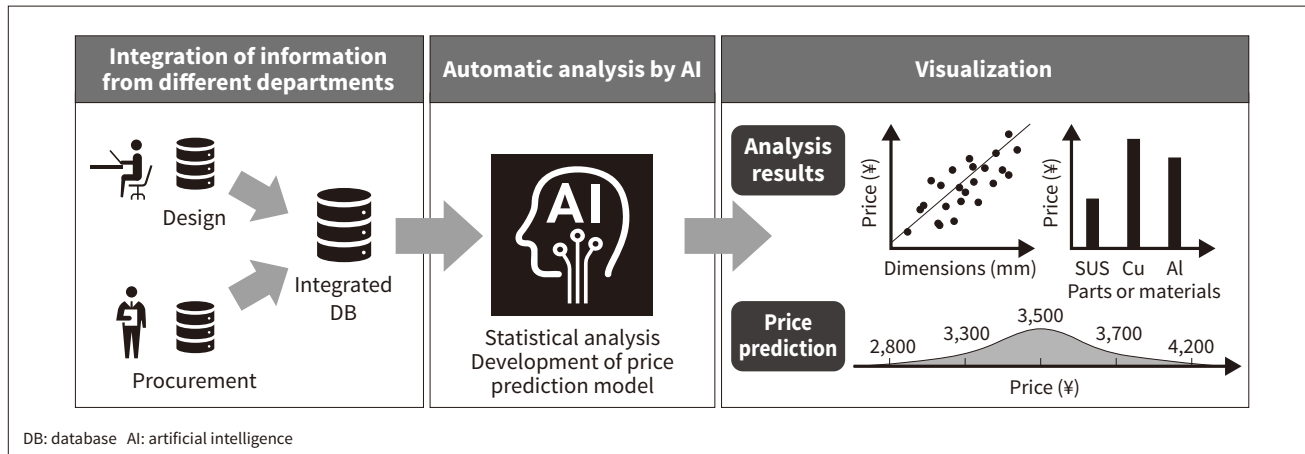 Integration of information
from different departments
Design
Procurement
Integrated
DB
Automatic analysis by AI
AI
Statistical analysis
Development of price
prediction model
Visualization
Analysis
results
Price (¥)
Dimensions (mm)
Price (¥)
SUS Cu Al
Parts or materials
Price
prediction
2,800 3,300 3,500 3,700 4,200
Price (¥)
DB: database AI: artificial intelligence